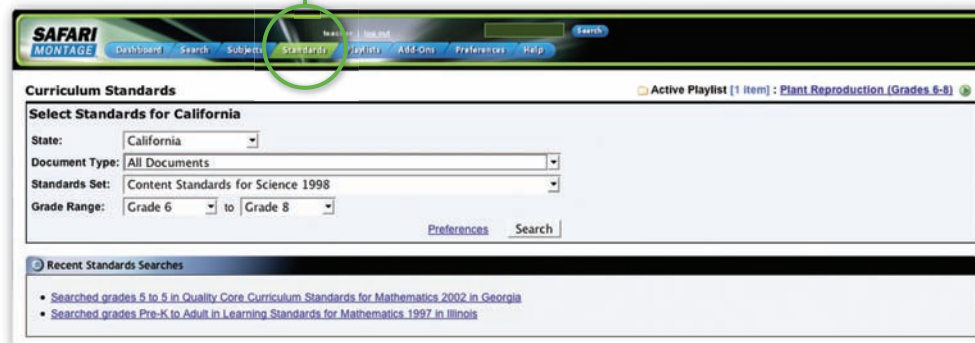 SAFARI
MONTAGE
teacher | log out
Search
Dashboard Search Subjects Standards Playlists Add-Ons Preferences Help
Curriculum Standards
Active Playlist [1 item] : Plant Reproduction (Grades 6-8)
Select Standards for California
State: California
Document Type: All Documents
Standards Set: Content Standards for Science 1998
Grade Range: Grade 6 to Grade 8
Preferences Search
Recent Standards Searches
• Searched grades 5 to 5 in Quality Core Curriculum Standards for Mathematics 2002 in Georgia
• Searched grades Pre-K to Adult in Learning Standards for Mathematics 1997 in Illinois